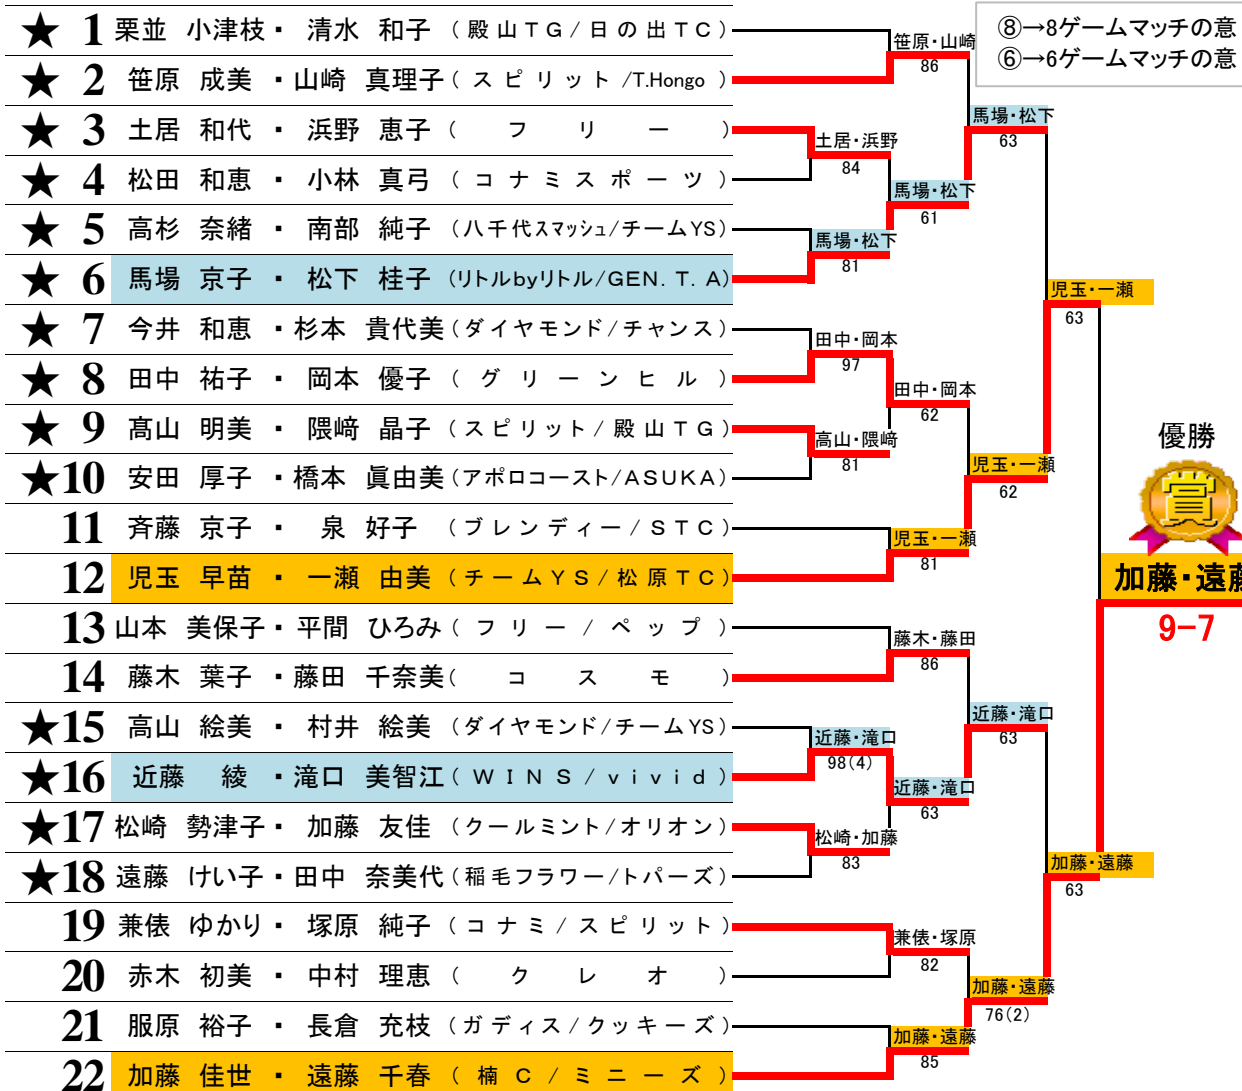 ⑧→8ゲームマッチの意
⑥→6ゲームマッチの意
★ 1 栗並 小津枝 ・ 清水 和子 (殿山TG/日の出TC)
★ 2 笹原 成美 ・ 山崎 真理子 (スピリット/T.Hongo)
★ 3 土居 和代 ・ 浜野 恵子 (フリー)
★ 4 松田 和恵 ・ 小林 真弓 (コナミスポーツ)
★ 5 高杉 奈緒 ・ 南部 純子 (八千代スマッシュ/チームYS)
★ 6 馬場 京子 ・ 松下 桂子 (リトルbyリトル/GEN. T. A)
★ 7 今井 和恵 ・ 杉本 貴代美 (ダイヤモンド/チャンス)
★ 8 田中 祐子 ・ 岡本 優子 (グリーンヒル)
★ 9 髙山 明美 ・ 隈﨑 晶子 (スピリット/殿山TG)
★10 安田 厚子 ・ 橋本 眞由美 (アポロコースト/ASUKA)
11 斉藤 京子 ・ 泉 好子 (ブレンディー/STC)
12 児玉 早苗 ・ 一瀬 由美 (チームYS/松原TC)
13 山本 美保子 ・ 平間 ひろみ (フリー/ペップ)
14 藤木 葉子 ・ 藤田 千奈美 (コスモ)
★15 高山 絵美 ・ 村井 絵美 (ダイヤモンド/チームYS)
★16 近藤 綾 ・ 滝口 美智江 (WINS/vivid)
★17 松崎 勢津子 ・ 加藤 友佳 (クールミント/オリオン)
★18 遠藤 けい子 ・ 田中 奈美代 (稲毛フラワー/トパーズ)
19 兼俵 ゆかり ・ 塚原 純子 (コナミ/スピリット)
20 赤木 初美 ・ 中村 理恵 (クレオ)
21 服原 裕子 ・ 長倉 充枝 (ガディス/クッキーズ)
22 加藤 佳世 ・ 遠藤 千春 (楠C/ミニーズ)
土居・浜野
84
馬場・松下
81
田中・岡本
97
高山・隈﨑
81
近藤・滝口
98(4)
松崎・加藤
83
笹原・山崎
86
馬場・松下
61
田中・岡本
62
児玉・一瀬
81
藤木・藤田
86
近藤・滝口
63
兼俵・塚原
82
加藤・遠藤
85
馬場・松下
63
児玉・一瀬
62
近藤・滝口
63
加藤・遠藤
76(2)
児玉・一瀬
63
加藤・遠藤
63
優勝
賞
加藤・遠藤
9-7